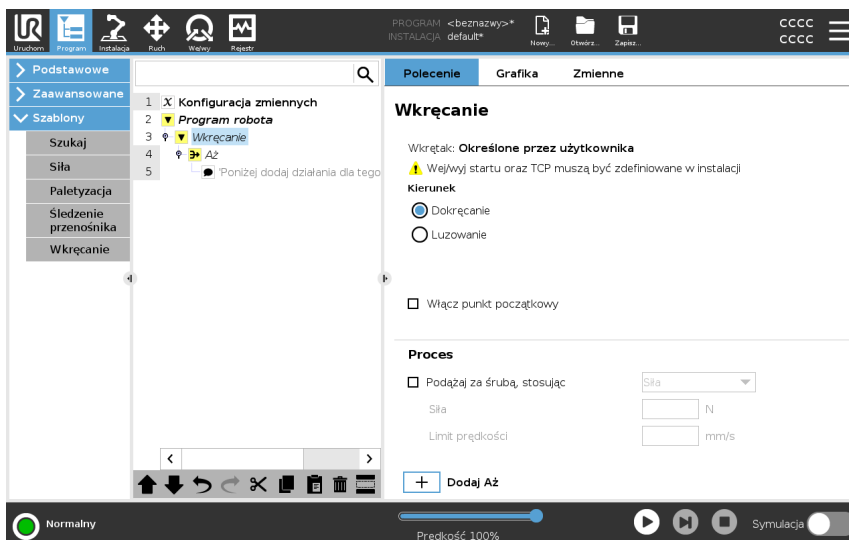 PROGRAM <beznazwy>*
INSTALACJA default*
CCCC
CCCC
UR
Uruchom Program Instalacja Ruch We/wy Rejestr Nowy... Otwórz... Zapisz...
Podstawowe
Zaawansowane
Szablony
Szukaj
Siła
Paletyzacja
Śledzenie
przenośnika
Wkręcanie
1 X Konfiguracja zmiennych
2 Program robota
3 Wkręcanie
4 Aż
5 'Poniżej dodaj działania dla tego
Polecenie Grafika Zmienne
Wkręcanie
Wkrętak: Określone przez użytkownika
Wej/wyj startu oraz TCP muszą być zdefiniowane w instalacji
Kierunek
Dokręcanie
Luzowanie
Włącz punkt początkowy
Proces
Podążaj za śrubą, stosując Siła
Siła N
Limit prędkości mm/s
+ Dodaj Aż
Normalny
Prędkość 100%
Symulacja